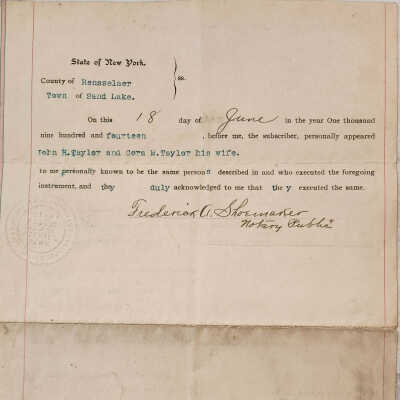 State of New York.
County of Rensselaer } ss.
Town of Sand Lake.
On this 18 day of June in the year One thousand
nine hundred and fourteen , before me, the subscriber, personally appeared
John R.Taylor and Cora M.Taylor his wife.
to me personally known to be the same persons described in and who executed the foregoing
instrument, and they duly acknowledged to me that the y executed the same.
Frederick A. Shoemaker
Notary Public